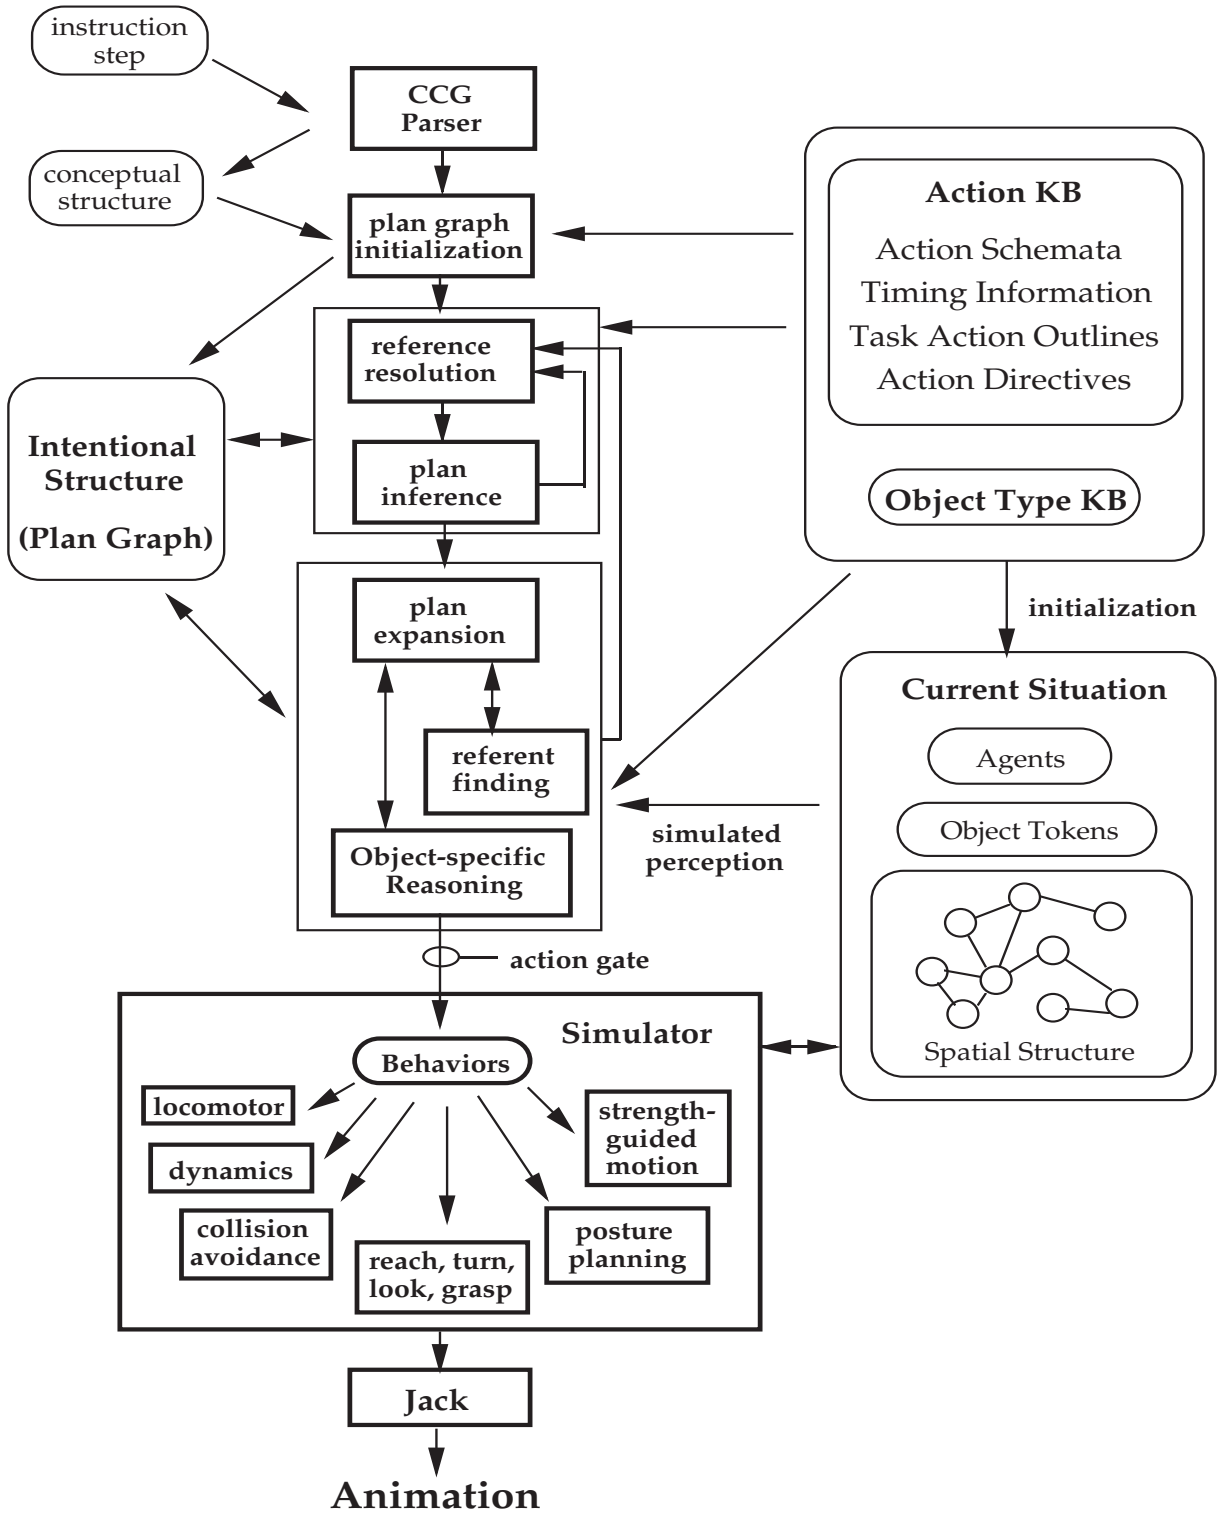 instruction
step
CCG
Parser
conceptual
structure
plan graph
initialization
Action KB
Action Schemata
Timing Information
Task Action Outlines
Action Directives
reference
resolution
Intentional
Structure
(Plan Graph)
plan
inference
Object Type KB
plan
expansion
initialization
Current Situation
Agents
referent
finding
simulated
perception
Object Tokens
Object-specific
Reasoning
action gate
Spatial Structure
Simulator
Behaviors
locomotor
strength-
guided
motion
dynamics
collision
avoidance
reach, turn,
look, grasp
posture
planning
Jack
Animation